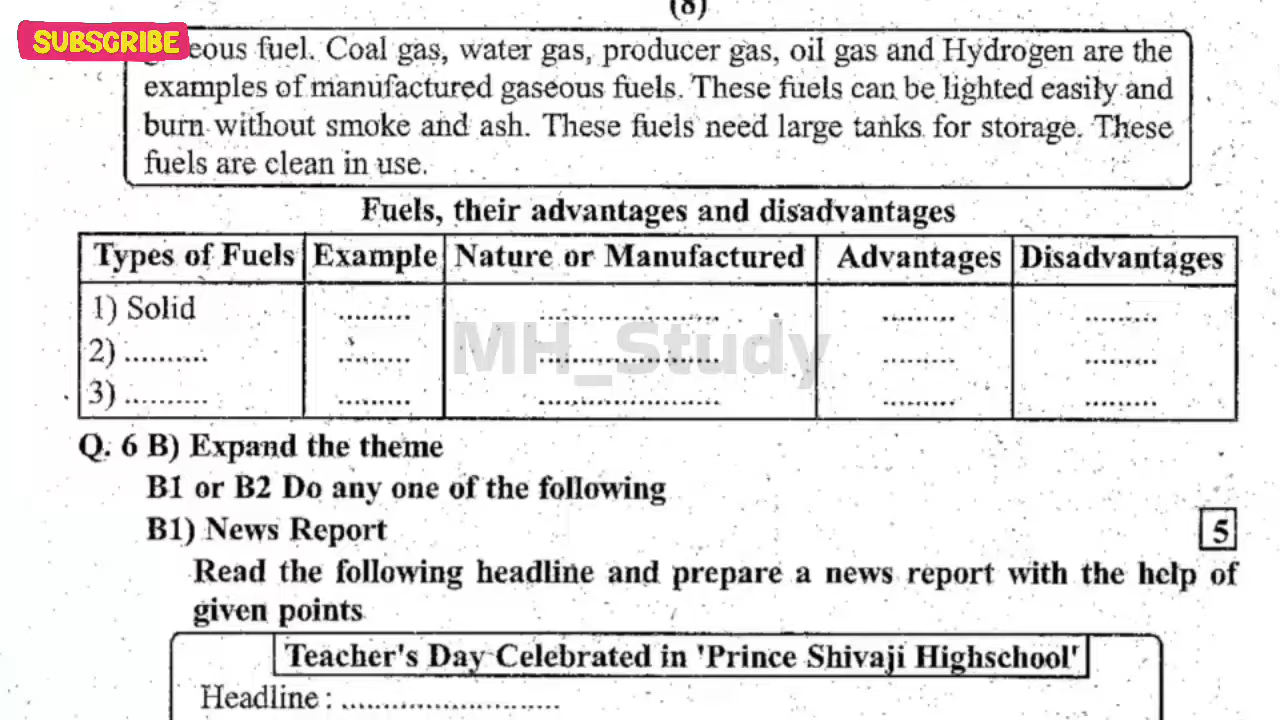 (8)
SUBSCRIBE
eous fuel. Coal gas, water gas, producer gas, oil gas and Hydrogen are the
examples of manufactured gaseous fuels. These fuels can be lighted easily and
burn without smoke and ash. These fuels need large tanks for storage. These
fuels are clean in use.
Fuels, their advantages and disadvantages
Types of Fuels Example Nature or Manufactured Advantages Disadvantages
1) Solid ......... ...................... ......... .........
2) .......... ......... ...................... ......... .........
3) .......... ......... ...................... ......... .........
MH_Study
Q. 6 B) Expand the theme
B1 or B2 Do any one of the following
B1) News Report 5
Read the following headline and prepare a news report with the help of
given points
Teacher's Day Celebrated in 'Prince Shivaji Highschool'
Headline : ..........................